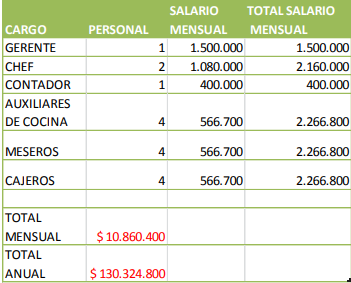 SALARIO TOTAL SALARIO
CARGO PERSONAL MENSUAL MENSUAL
GERENTE 1 1.500.000 1.500.000
CHEF 2 1.080.000 2.160.000
CONTADOR 1 400.000 400.000
AUXILIARES
DE COCINA 4 566.700 2.266.800
MESEROS 4 566.700 2.266.800
CAJEROS 4 566.700 2.266.800
TOTAL
MENSUAL $ 10.860.400
TOTAL
ANUAL $ 130.324.800